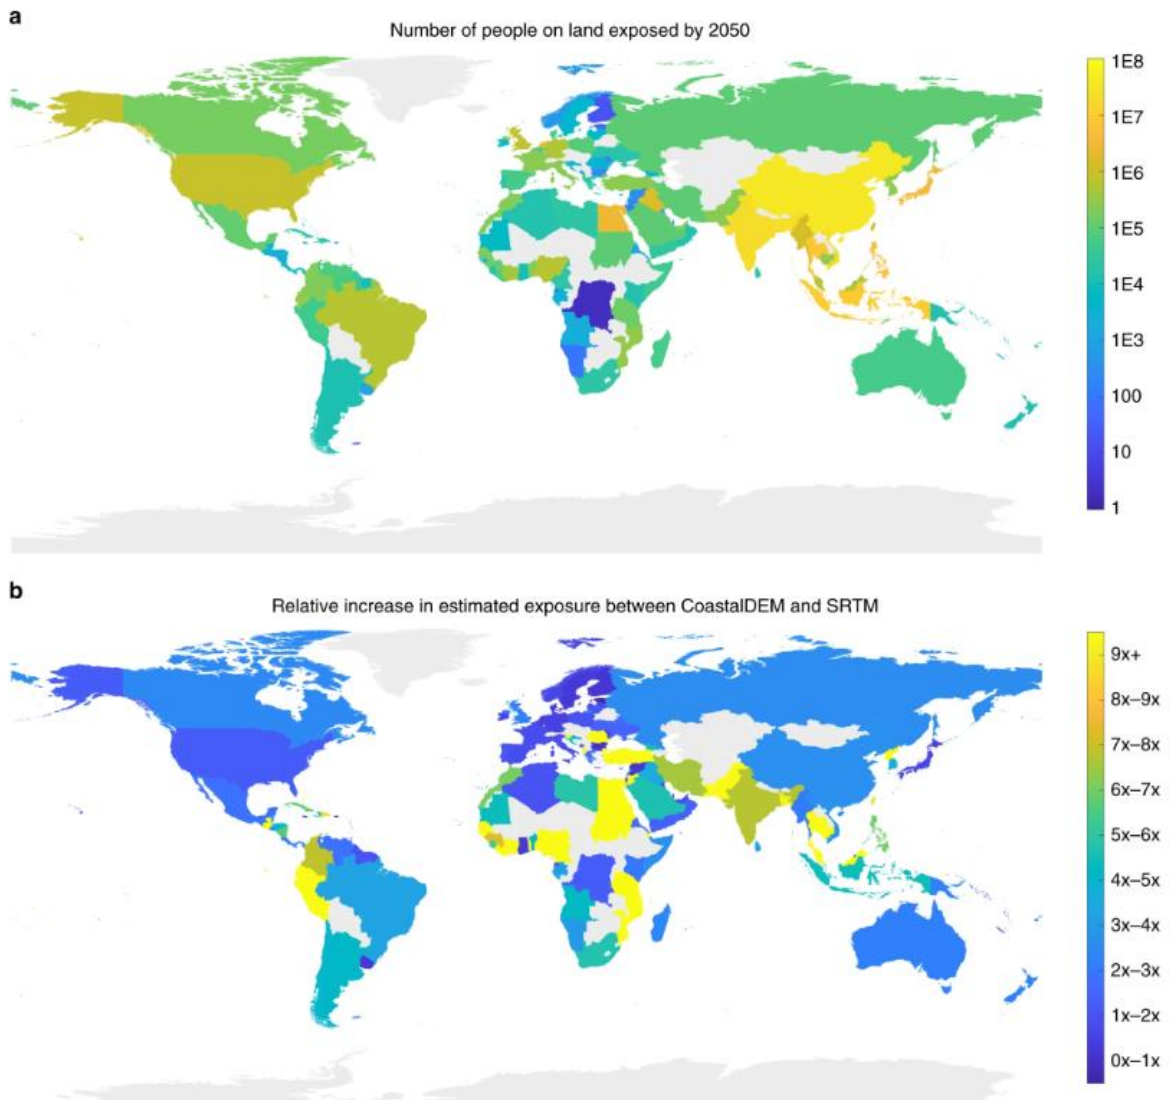 a
Number of people on land exposed by 2050
1E8
1E7
1E6
1E5
1E4
1E3
100
10
1
b
Relative increase in estimated exposure between CoastalDEM and SRTM
9x+
8x–9x
7x–8x
6x–7x
5x–6x
4x–5x
3x–4x
2x–3x
1x–2x
0x–1x